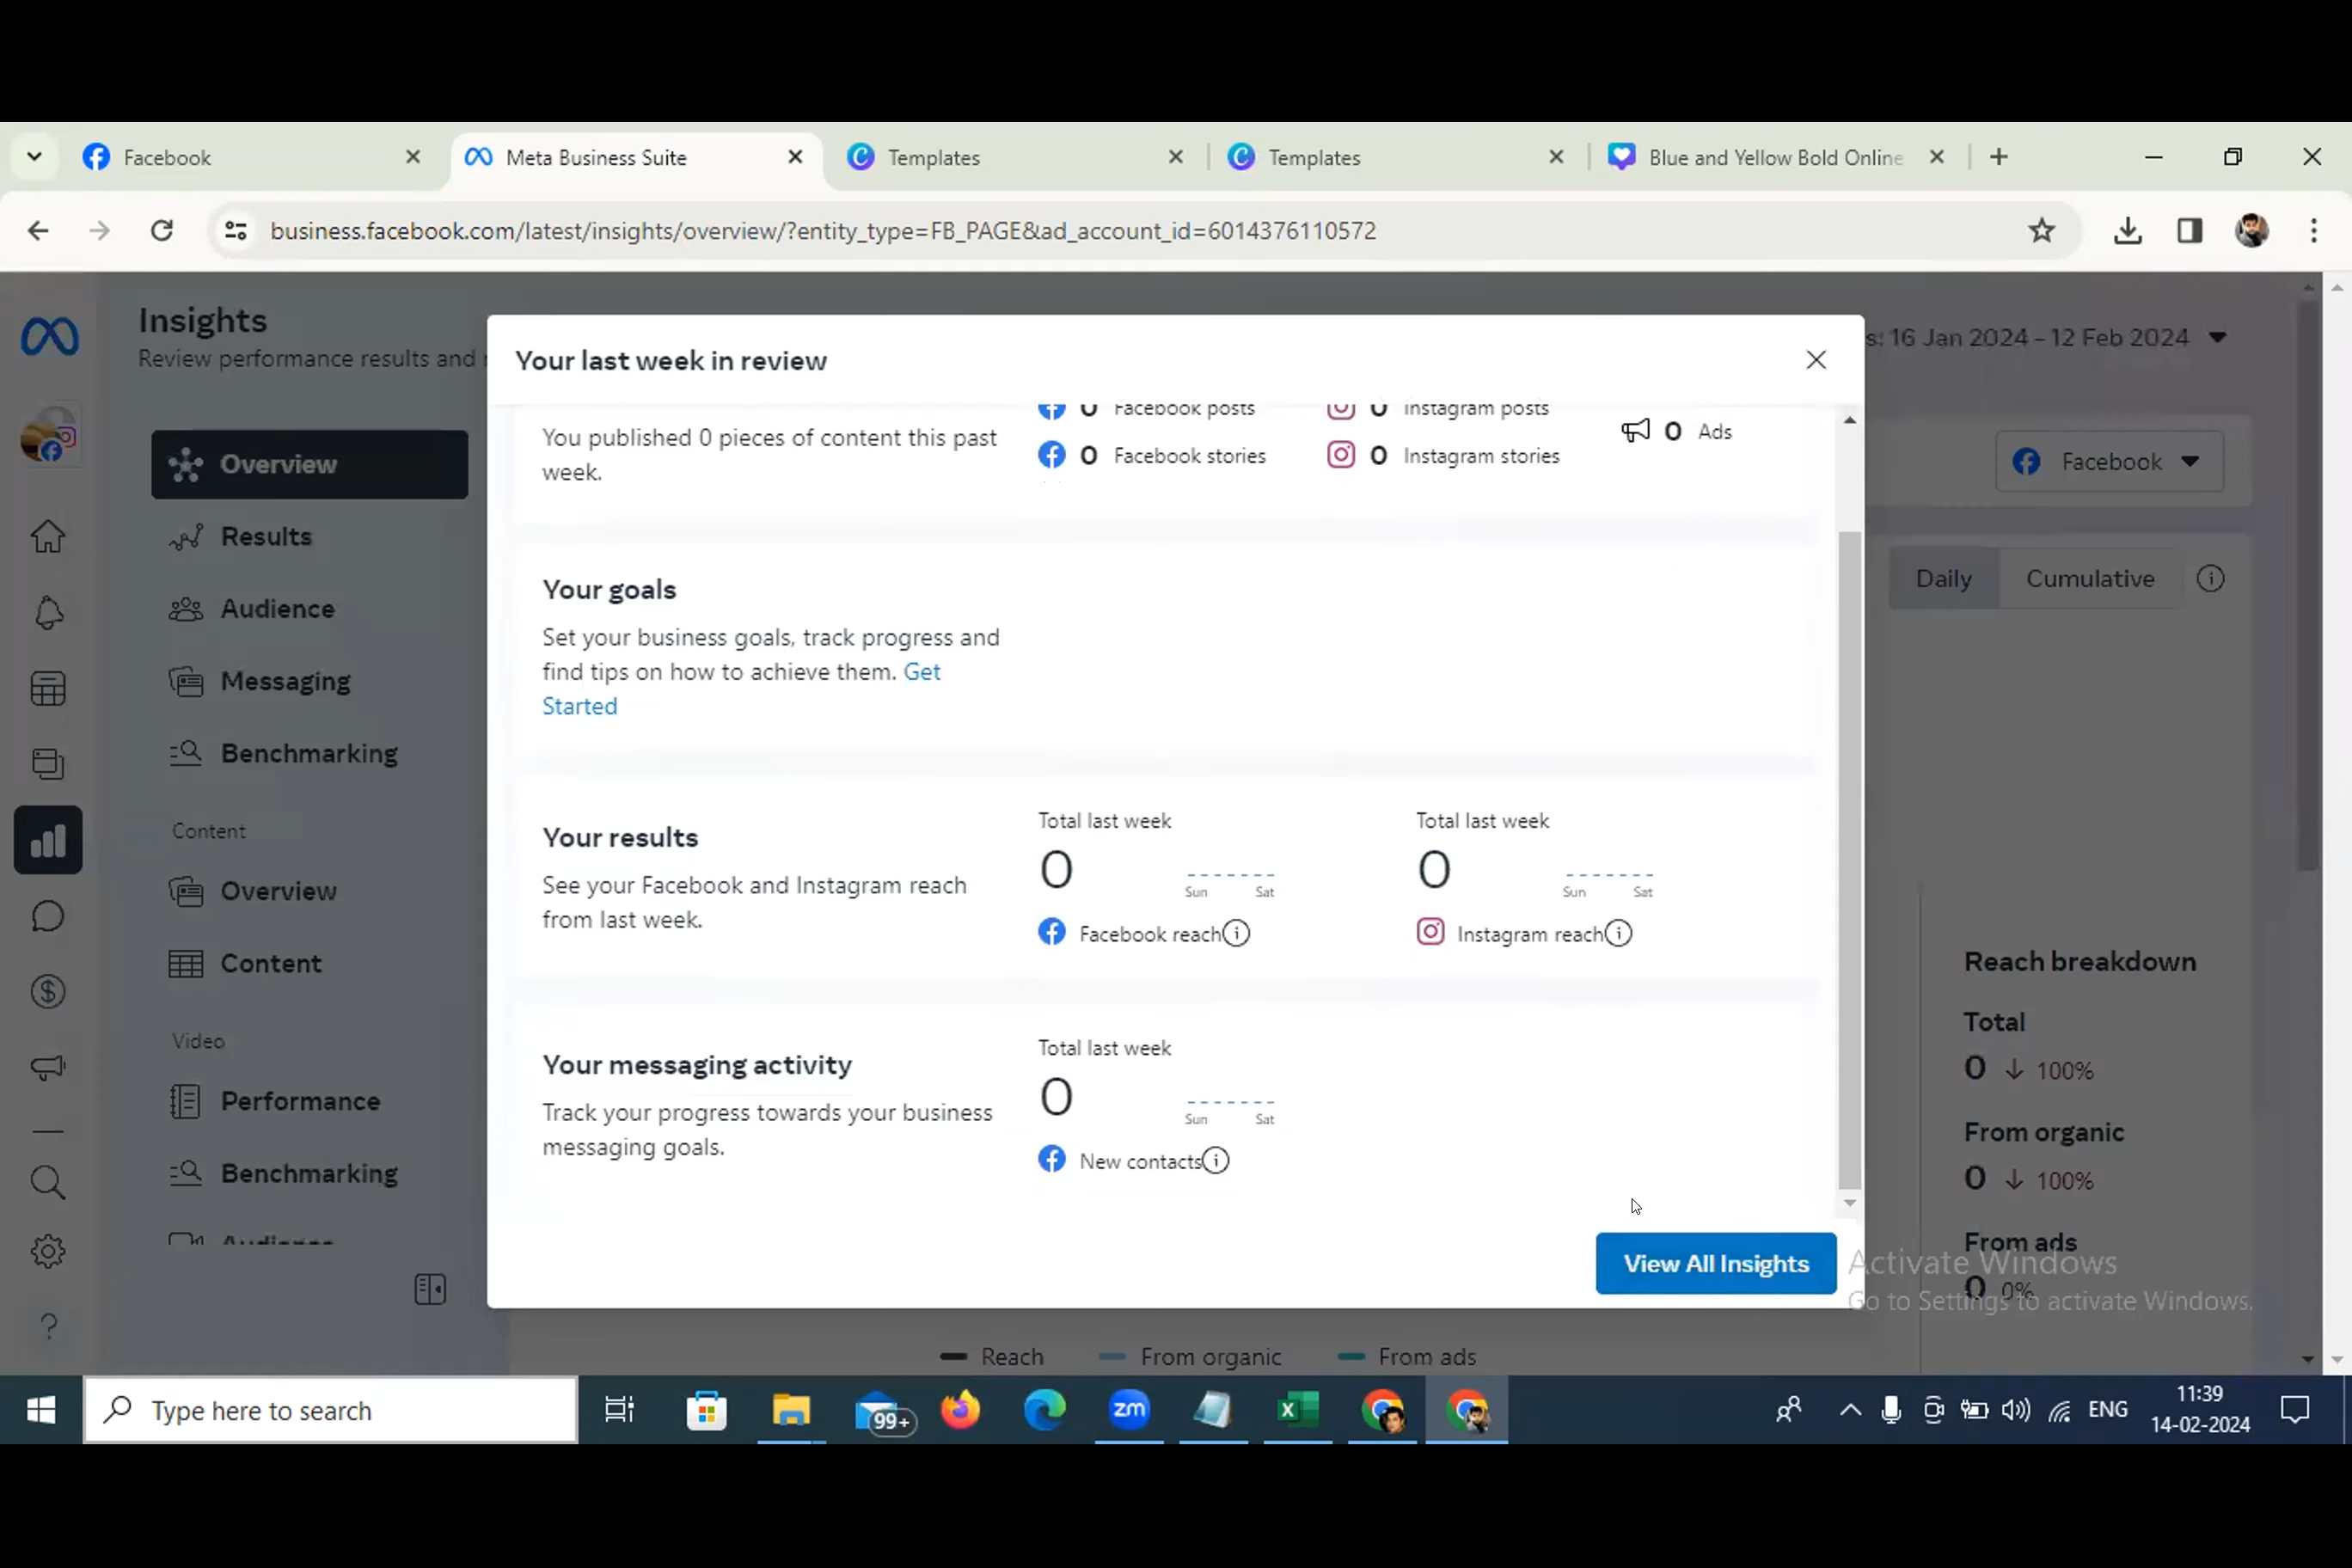 Facebook
Meta Business Suite
Templates
Templates
Blue and Yellow Bold Online
business.facebook.com/latest/insights/overview/?entity_type=FB_PAGE&ad_account_id=6014376110572
Insights
Review performance results and
: 16 Jan 2024 – 12 Feb 2024
Your last week in review
Overview
Results
Audience
Messaging
Benchmarking
Content
Overview
Content
Video
Performance
Benchmarking
Audience
You published 0 pieces of content this past
week.
0 Facebook posts
0 Instagram posts
0 Facebook stories
0 Instagram stories
0 Ads
Your goals
Set your business goals, track progress and
find tips on how to achieve them. Get
Started
Your results
See your Facebook and Instagram reach
from last week.
Total last week
0
Sun Sat
Facebook reach
Total last week
0
Sun Sat
Instagram reach
Your messaging activity
Track your progress towards your business
messaging goals.
Total last week
0
Sun Sat
New contacts
View All Insights
Facebook
Daily Cumulative
Reach breakdown
Total
0 ↓ 100%
From organic
0 ↓ 100%
From ads
0 0%
Activate Windows
Go to Settings to activate Windows.
Reach From organic From ads
Type here to search
99+
zm
ENG
11:39
14-02-2024